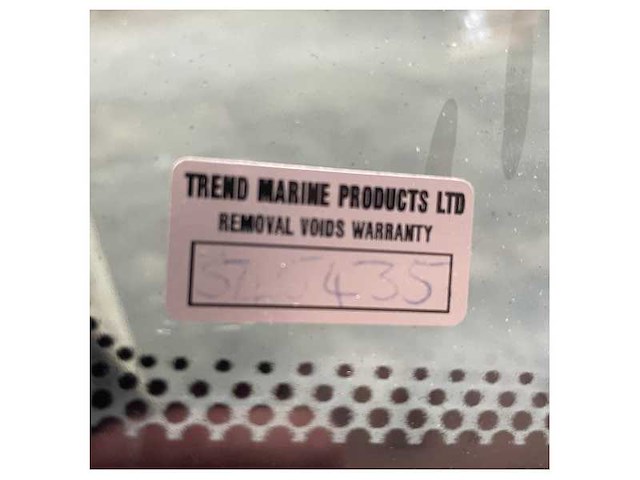 TREND MARINE PRODUCTS LTD
REMOVAL VOIDS WARRANTY